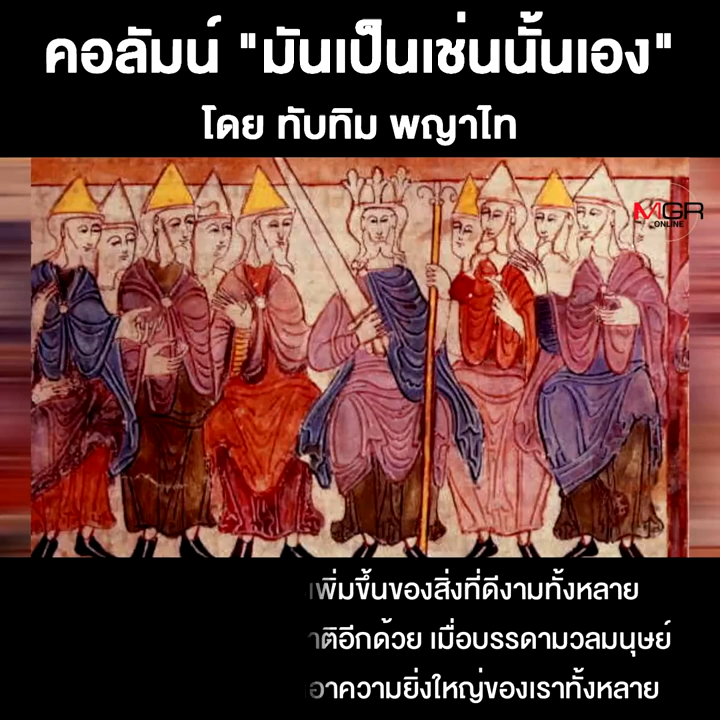 คอลัมน์ "มันเป็นเช่นนั้นเอง"
โดย ทับทิม พญาไท
MGR
ONLINE
เพิ่มขึ้นของสิ่งที่ดีงามทั้งหลาย
อีกด้วย เมื่อบรรดามวลมนุษย์
ความยิ่งใหญ่ของเราทั้งหลาย